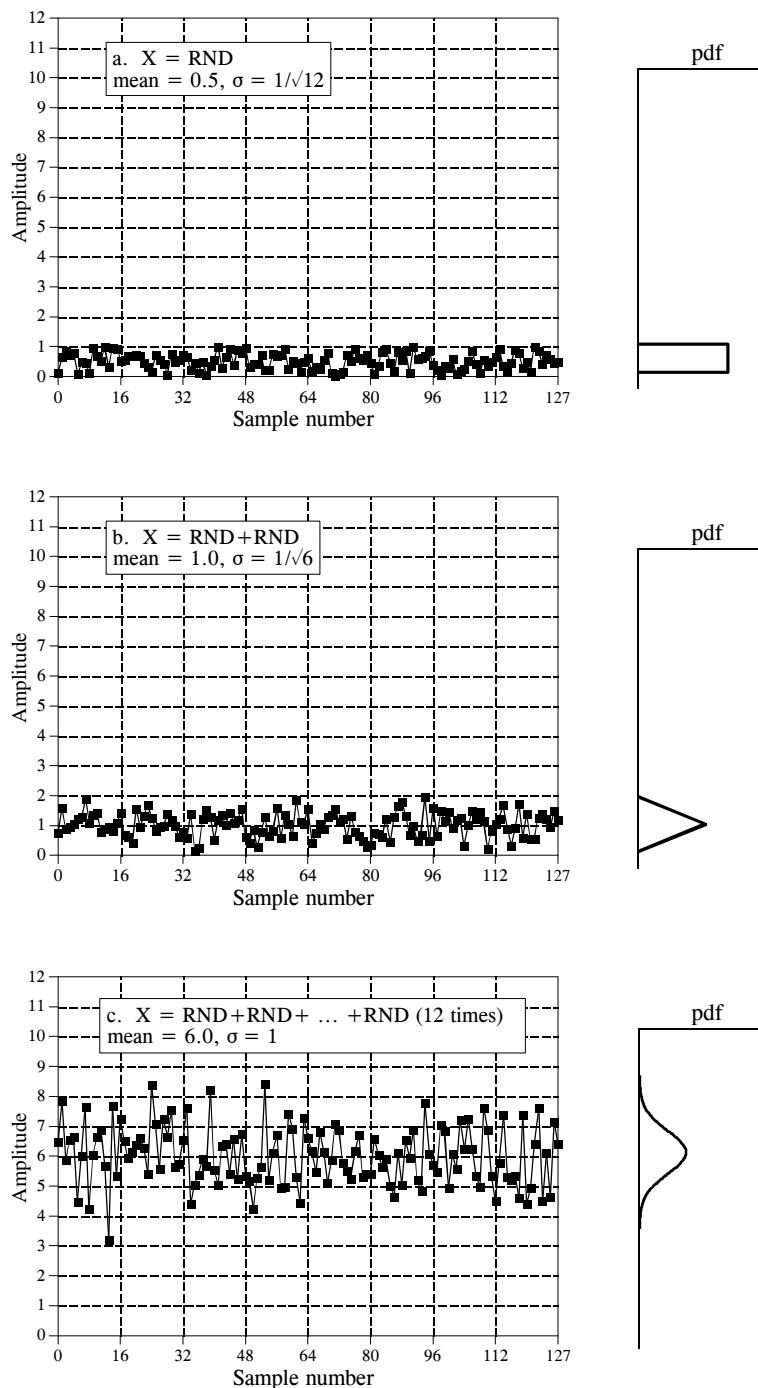 12
11
10
9
8
7
6
5
4
3
2
1
0
Amplitude
a. X = RND
mean = 0.5, σ = 1/√12
0 16 32 48 64 80 96 112 127
Sample number
pdf
12
11
10
9
8
7
6
5
4
3
2
1
0
Amplitude
b. X = RND+RND
mean = 1.0, σ = 1/√6
0 16 32 48 64 80 96 112 127
Sample number
pdf
12
11
10
9
8
7
6
5
4
3
2
1
0
Amplitude
c. X = RND+RND+ ... +RND (12 times)
mean = 6.0, σ = 1
0 16 32 48 64 80 96 112 127
Sample number
pdf